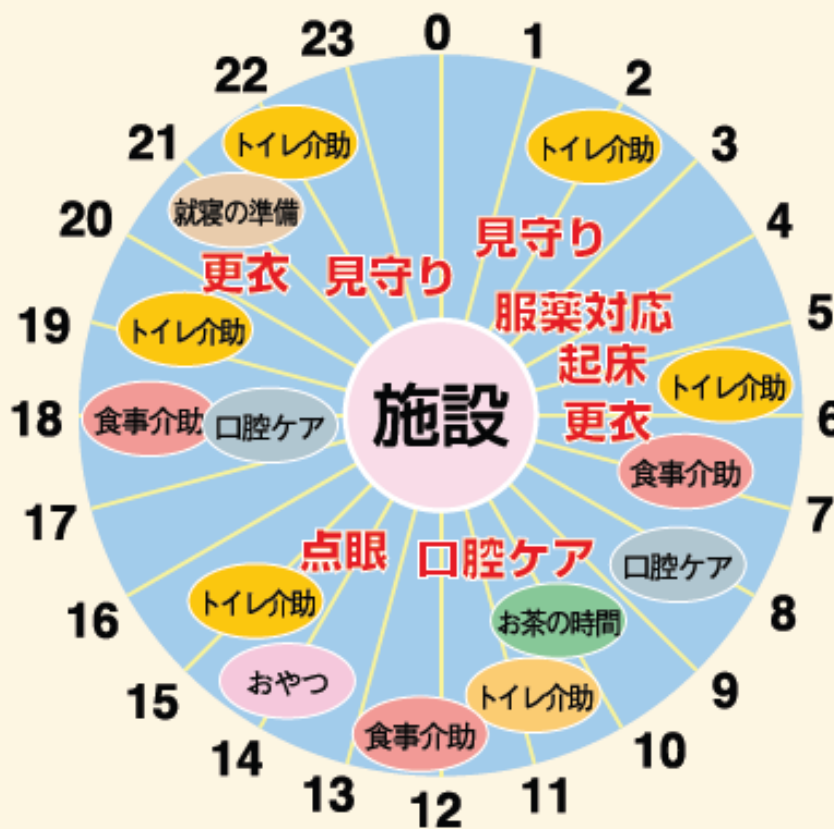 0
1
2
3
4
5
6
7
8
9
10
11
12
13
14
15
16
17
18
19
20
21
22
23
トイレ介助
見守り
服薬対応
起床
トイレ介助
更衣
食事介助
口腔ケア
口腔ケア
お茶の時間
トイレ介助
食事介助
点眼
おやつ
トイレ介助
食事介助
口腔ケア
トイレ介助
更衣
就寝の準備
トイレ介助
見守り
施設